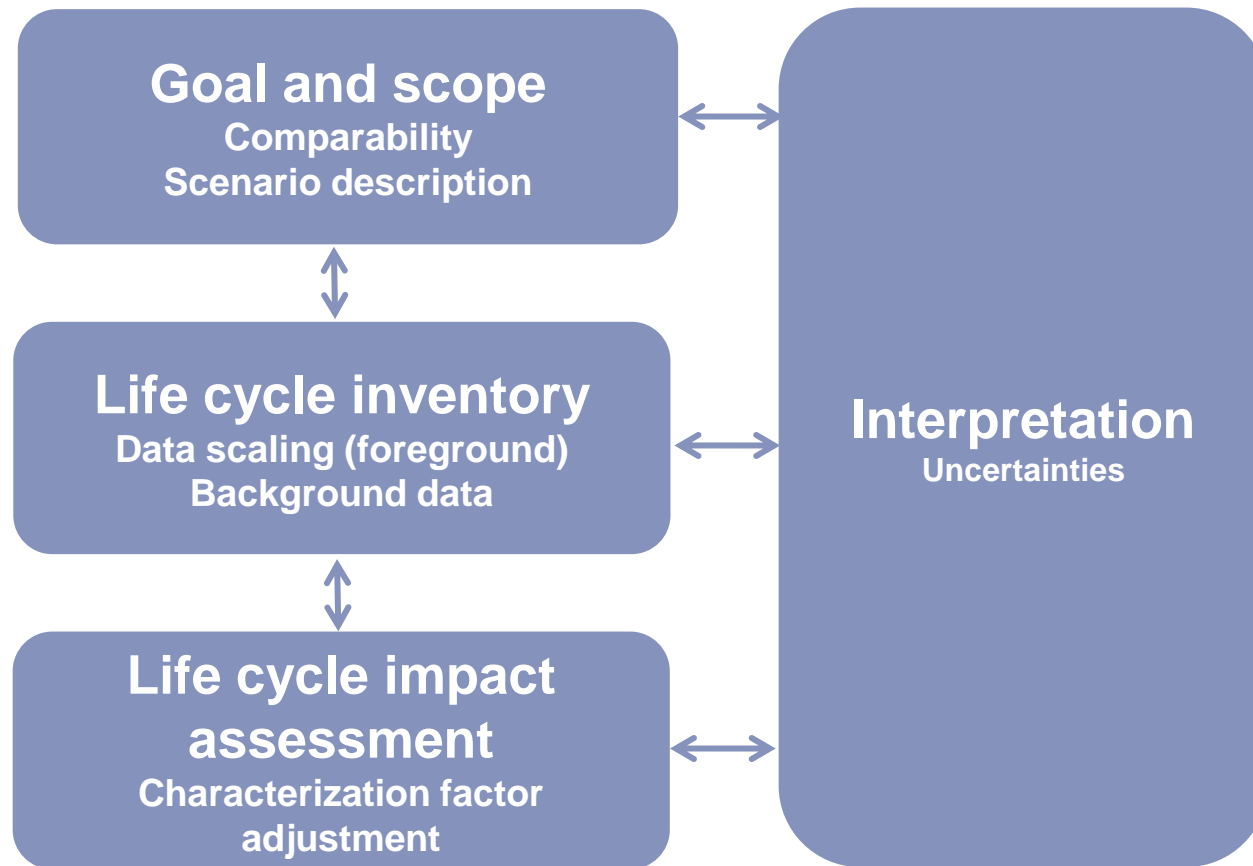 Goal and scope
Comparability
Scenario description
Life cycle inventory
Data scaling (foreground)
Background data
Life cycle impact
assessment
Characterization factor
adjustment
Interpretation
Uncertainties